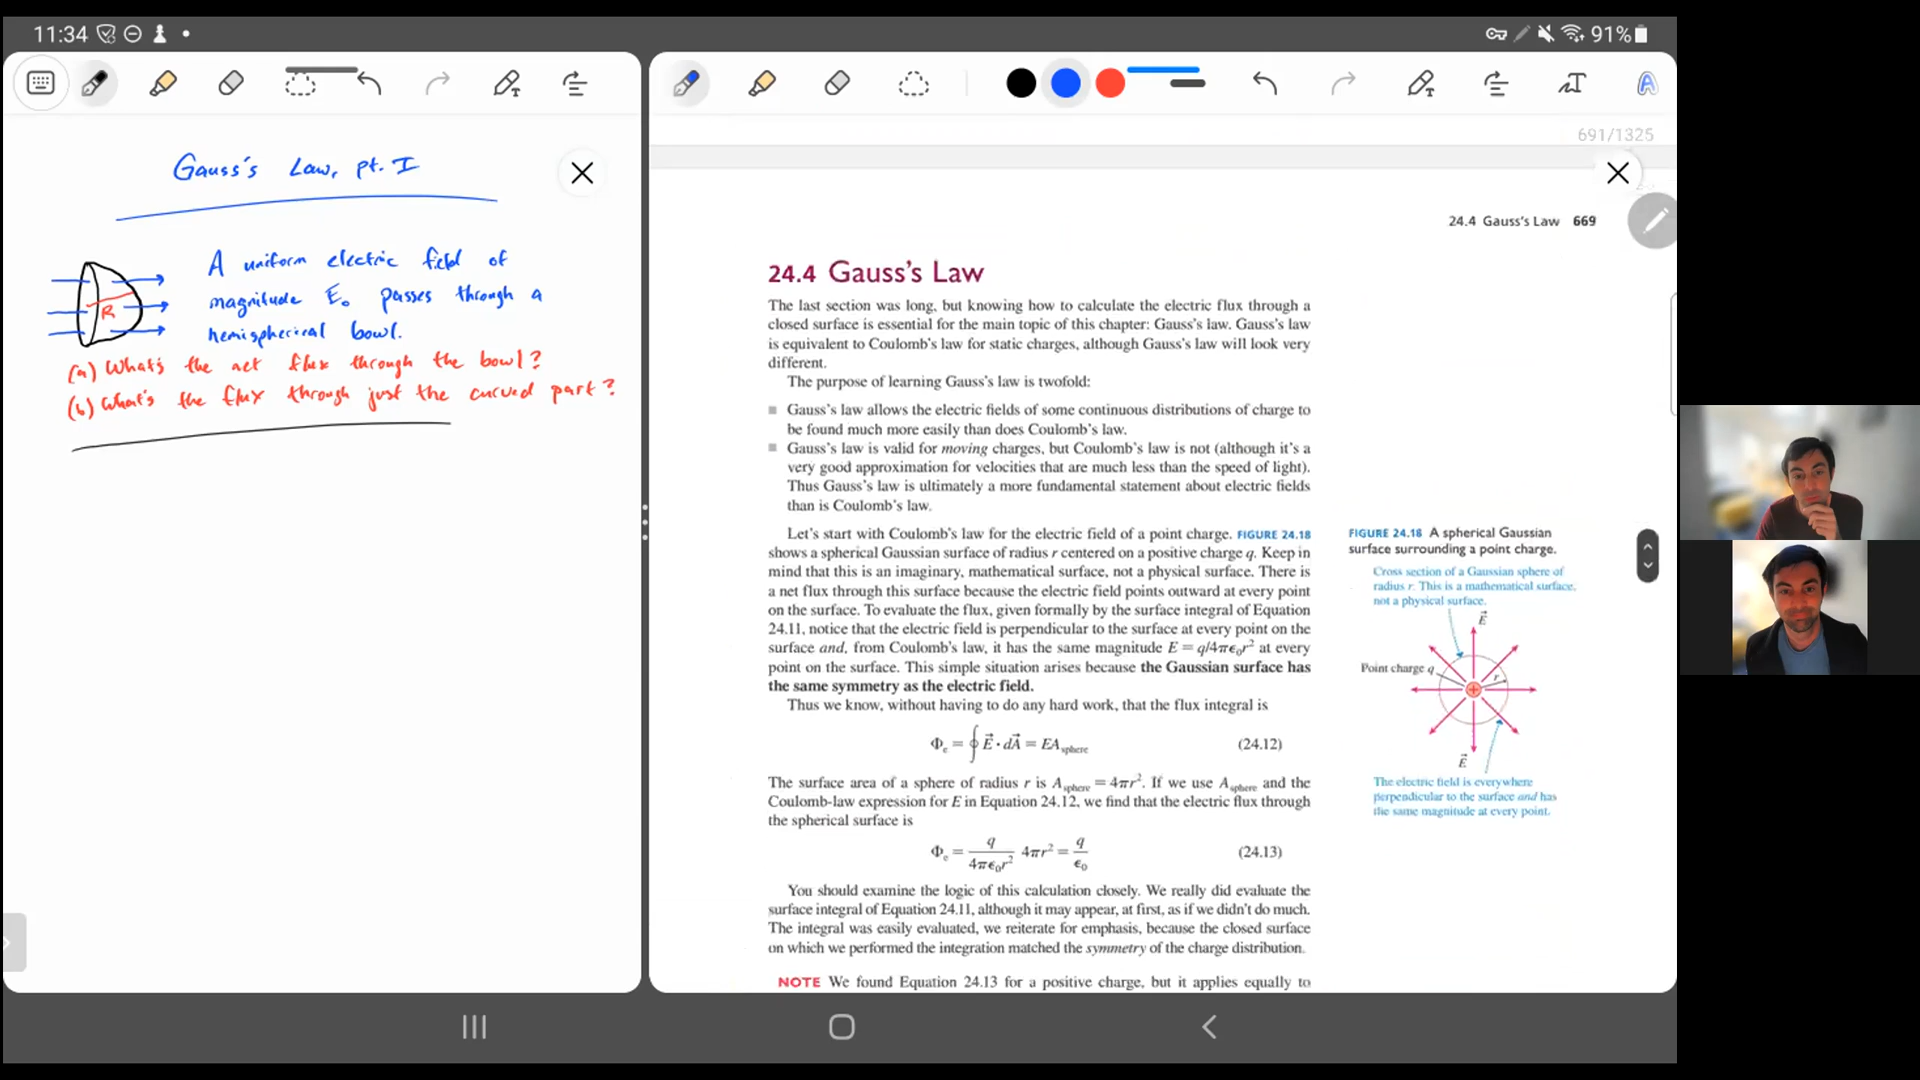 11:34
91%
Gauss's Law, pt. I
R
A uniform electric field of
magnitude E₀ passes through a
hemispherical bowl.
(a) What's the net flux through the bowl?
(b) What's the flux through just the curved part?
691/1325
24.4 Gauss's Law 669
24.4 Gauss's Law
The last section was long, but knowing how to calculate the electric flux through a
closed surface is essential for the main topic of this chapter: Gauss's law. Gauss's law
is equivalent to Coulomb's law for static charges, although Gauss's law will look very
different.
The purpose of learning Gauss's law is twofold:
■ Gauss's law allows the electric fields of some continuous distributions of charge to
be found much more easily than does Coulomb's law.
■ Gauss's law is valid for moving charges, but Coulomb's law is not (although it's a
very good approximation for velocities that are much less than the speed of light).
Thus Gauss's law is ultimately a more fundamental statement about electric fields
than is Coulomb's law.
Let's start with Coulomb's law for the electric field of a point charge. FIGURE 24.18
shows a spherical Gaussian surface of radius r centered on a positive charge q. Keep in
mind that this is an imaginary, mathematical surface, not a physical surface. There is
a net flux through this surface because the electric field points outward at every point
on the surface. To evaluate the flux, given formally by the surface integral of Equation
24.11, notice that the electric field is perpendicular to the surface at every point on the
surface and, from Coulomb's law, it has the same magnitude E = q/4πϵ₀r² at every
point on the surface. This simple situation arises because the Gaussian surface has
the same symmetry as the electric field.
Thus we know, without having to do any hard work, that the flux integral is
Φₑ = ∮ E⃗ · dA⃗ = EA_sphere (24.12)
The surface area of a sphere of radius r is A_sphere = 4πr². If we use A_sphere and the
Coulomb-law expression for E in Equation 24.12, we find that the electric flux through
the spherical surface is
Φₑ = q/4πϵ₀r² 4πr² = q/ϵ₀ (24.13)
You should examine the logic of this calculation closely. We really did evaluate the
surface integral of Equation 24.11, although it may appear, at first, as if we didn't do much.
The integral was easily evaluated, we reiterate for emphasis, because the closed surface
on which we performed the integration matched the symmetry of the charge distribution.
NOTE We found Equation 24.13 for a positive charge, but it applies equally to
FIGURE 24.18 A spherical Gaussian
surface surrounding a point charge.
Cross section of a Gaussian sphere of
radius r. This is a mathematical surface,
not a physical surface.
E⃗
Point charge q
r
E⃗
The electric field is everywhere
perpendicular to the surface and has
the same magnitude at every point.